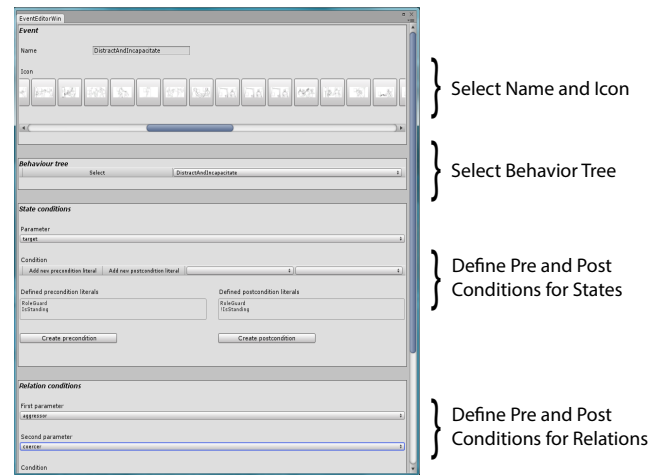 EventEditorWin
Event
Name DistractAndIncapacitate
Icon
Select Name and Icon
Behaviour tree
Select DistractAndIncapacitate
Select Behavior Tree
State conditions
Parameter
target
Condition
Add new precondition literal Add new postcondition literal
Defined precondition literals Defined postcondition literals
RoleGuard RoleGuard
IsStanding !IsStanding
Create precondition Create postcondition
Define Pre and Post
Conditions for States
Relation conditions
First parameter
aggressor
Second parameter
coercer
Condition
Define Pre and Post
Conditions for Relations